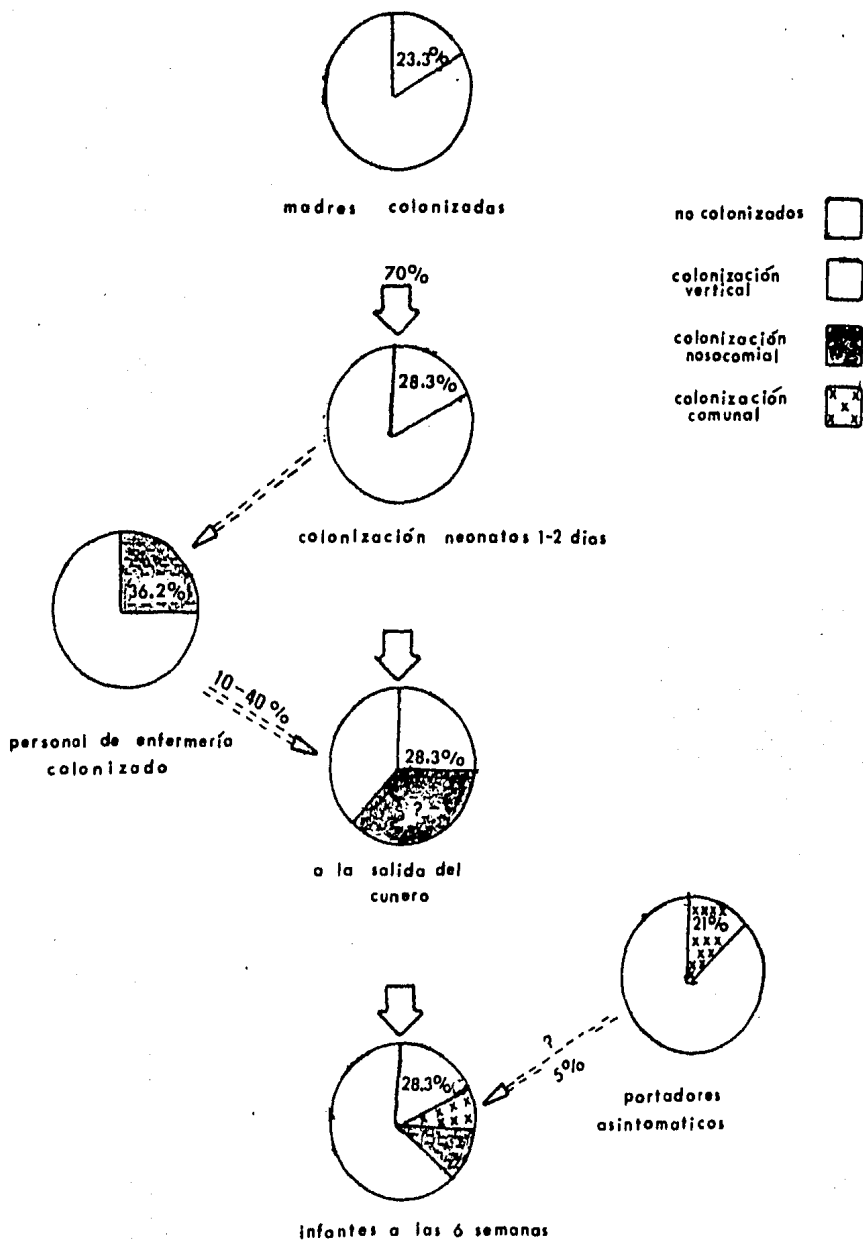 23.3%
madres colonizadas
no colonizados
colonización
vertical
colonización
nosocomial
colonización
comunal
70%
28.3%
colonización neonatos 1-2 dias
36.2%
personal de enfermería
colonizado
10-40%
28.3%
?
a la salida del
cunero
21%
portadores
asintomaticos
?
5%
28.3%
infantes a las 6 semanas